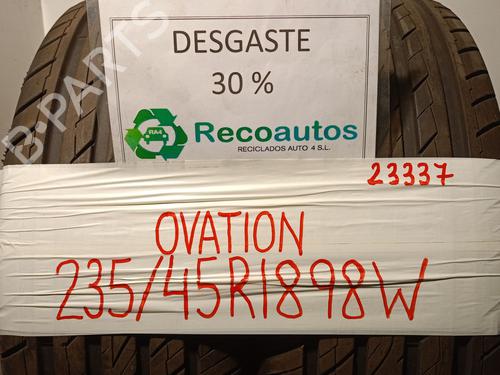 DESGASTE
30 %
RA4
Recoautos
RECICLADOS AUTO 4 S.L.
23337
OVATION
235/45R1898W
B PARTS